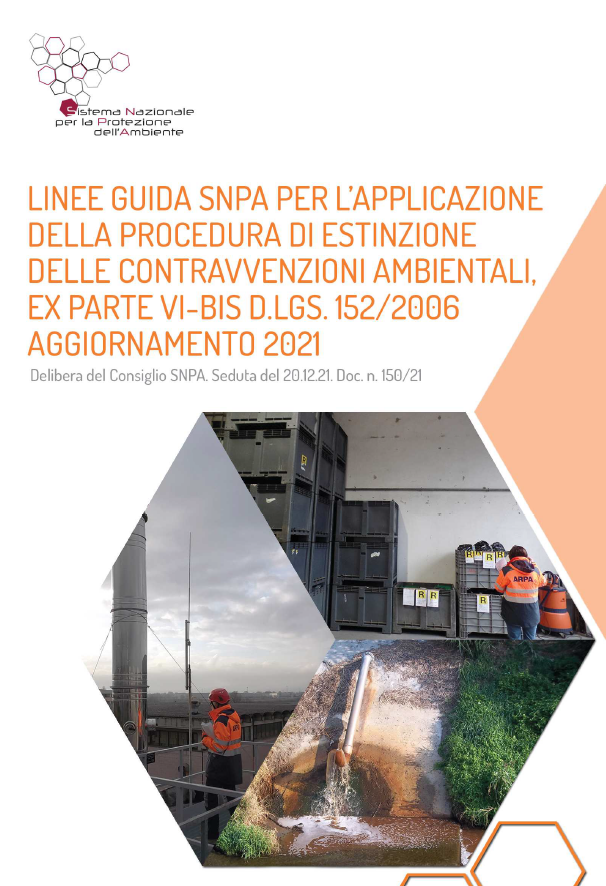 Sistema Nazionale
per la Protezione
dell'Ambiente
LINEE GUIDA SNPA PER L'APPLICAZIONE
DELLA PROCEDURA DI ESTINZIONE
DELLE CONTRAVVENZIONI AMBIENTALI,
EX PARTE VI-BIS D.LGS. 152/2006
AGGIORNAMENTO 2021
Delibera del Consiglio SNPA. Seduta del 20.12.21. Doc. n. 150/21
R
R
R
R
ARPA
R
R
R